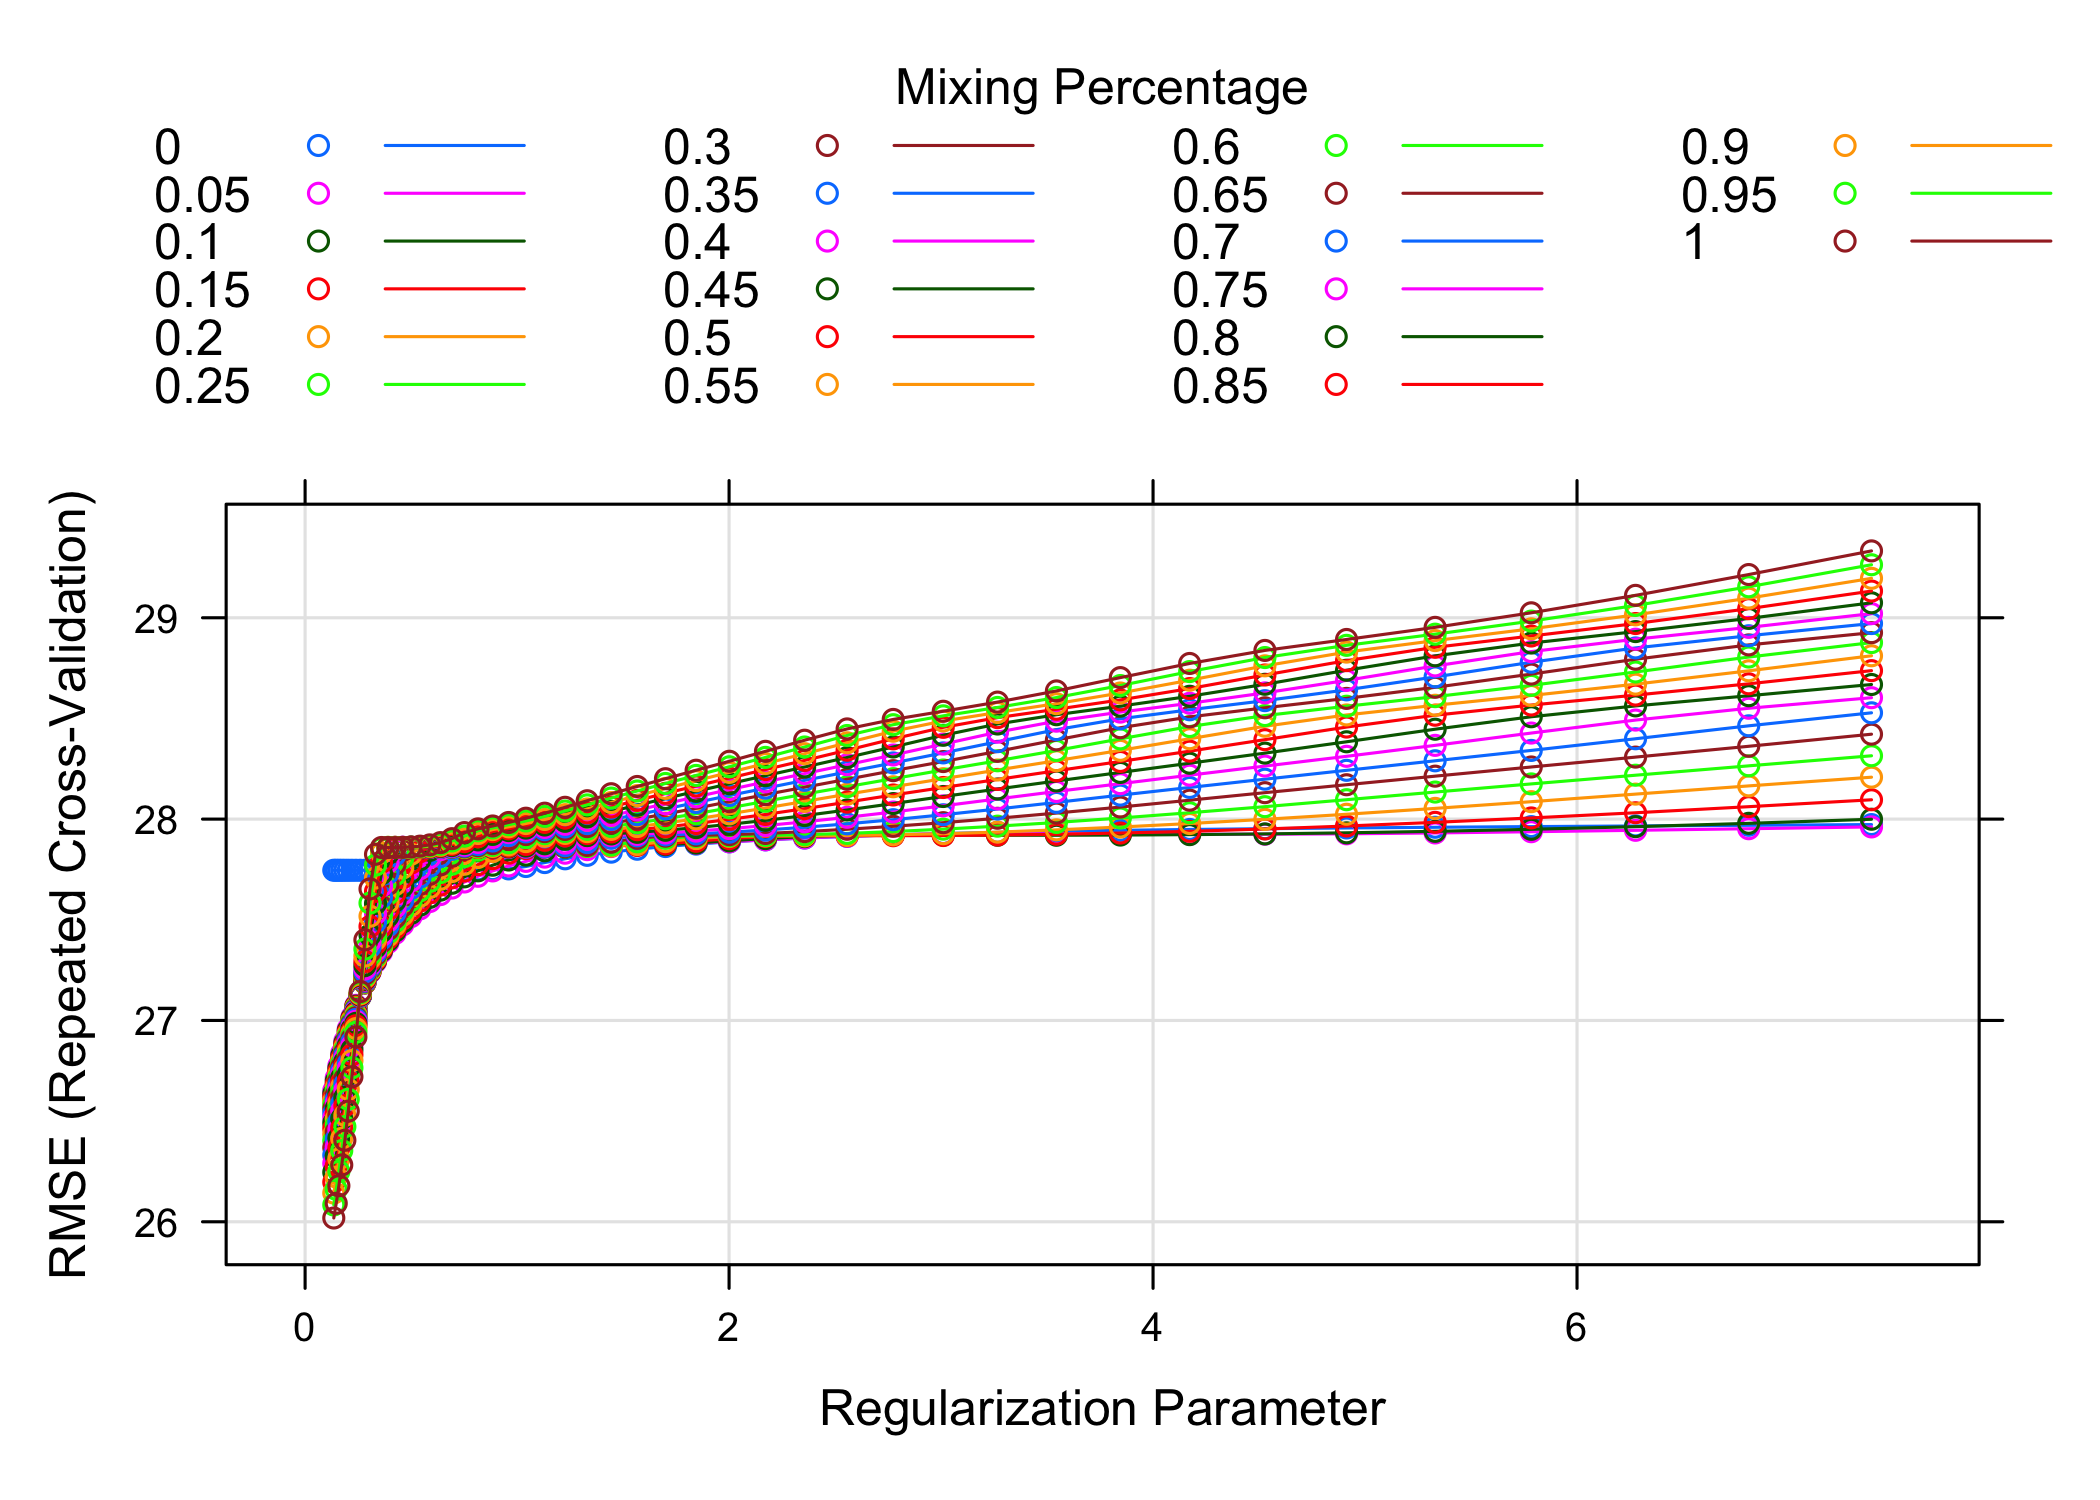 Mixing Percentage
0 0.3 0.6 0.9
0.05 0.35 0.65 0.95
0.1 0.4 0.7 1
0.15 0.45 0.75
0.2 0.5 0.8
0.25 0.55 0.85
RMSE (Repeated Cross-Validation)
29
28
27
26
0 2 4 6
Regularization Parameter